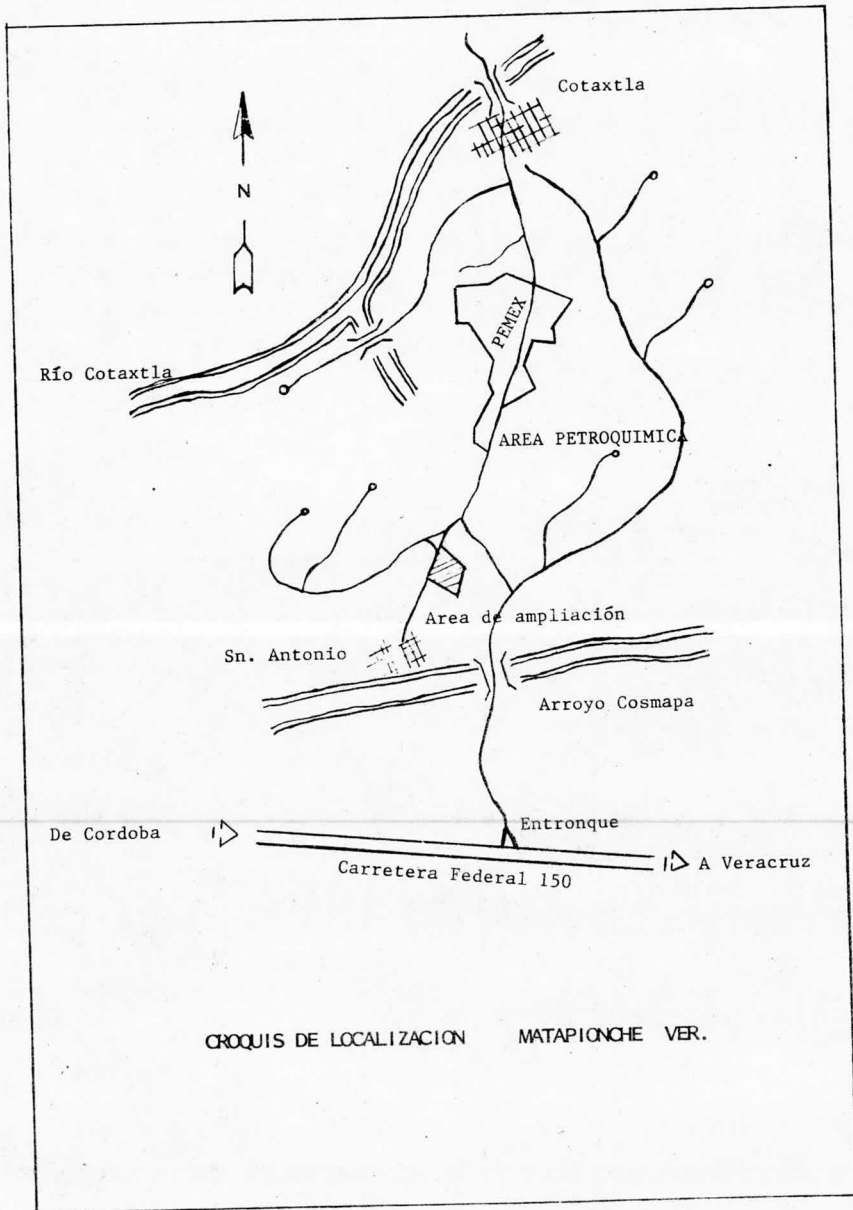 Cotaxtla
N
PEMEX
Río Cotaxtla
AREA PETROQUIMICA
Area de ampliación
Sn. Antonio
Arroyo Cosmapa
Entronque
De Cordoba
A Veracruz
Carretera Federal 150
CROQUIS DE LOCALIZACION MATAPIONCHE VER.